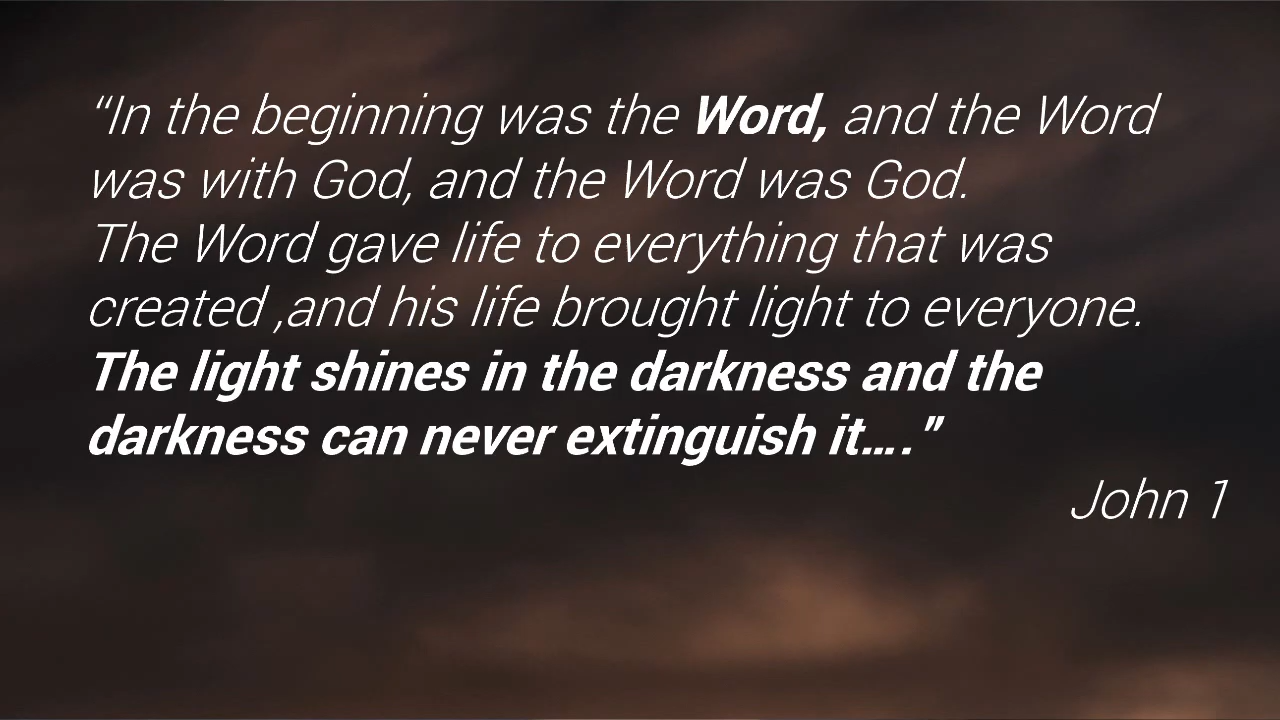 “In the beginning was the Word, and the Word
was with God, and the Word was God.
The Word gave life to everything that was
created ,and his life brought light to everyone.
The light shines in the darkness and the
darkness can never extinguish it....”
John 1